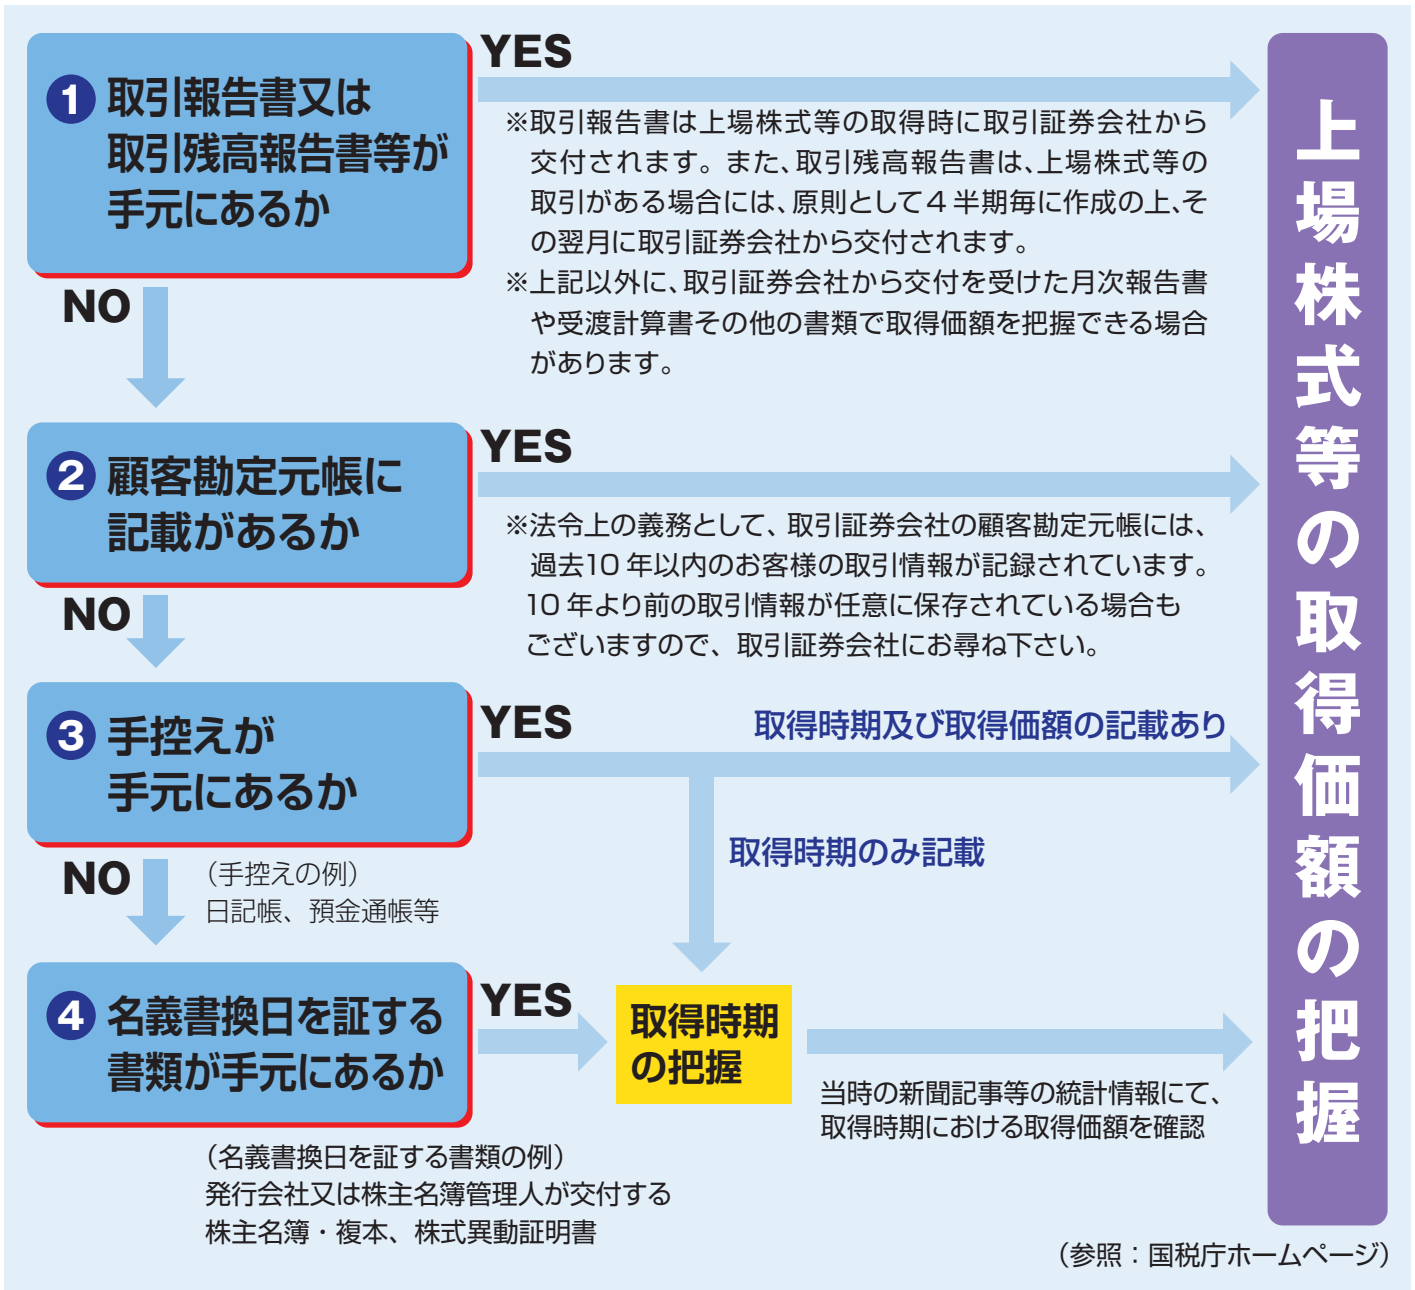 ❶ 取引報告書又は
取引残高報告書等が
手元にあるか
YES
※取引報告書は上場株式等の取得時に取引証券会社から
交付されます。また、取引残高報告書は、上場株式等の
取引がある場合には、原則として4半期毎に作成の上、そ
の翌月に取引証券会社から交付されます。
※上記以外に、取引証券会社から交付を受けた月次報告書
や受渡計算書その他の書類で取得価額を把握できる場合
があります。
NO
❷ 顧客勘定元帳に
記載があるか
YES
※法令上の義務として、取引証券会社の顧客勘定元帳には、
過去10年以内のお客様の取引情報が記録されています。
10年より前の取引情報が任意に保存されている場合も
ございますので、取引証券会社にお尋ね下さい。
NO
❸ 手控えが
手元にあるか
YES
取得時期及び取得価額の記載あり
取得時期のみ記載
NO
（手控えの例）
日記帳、預金通帳等
❹ 名義書換日を証する
書類が手元にあるか
YES
取得時期
の把握
当時の新聞記事等の統計情報にて、
取得時期における取得価額を確認
（名義書換日を証する書類の例）
発行会社又は株主名簿管理人が交付する
株主名簿・複本、株式異動証明書
上場株式等の取得価額の把握
（参照：国税庁ホームページ）